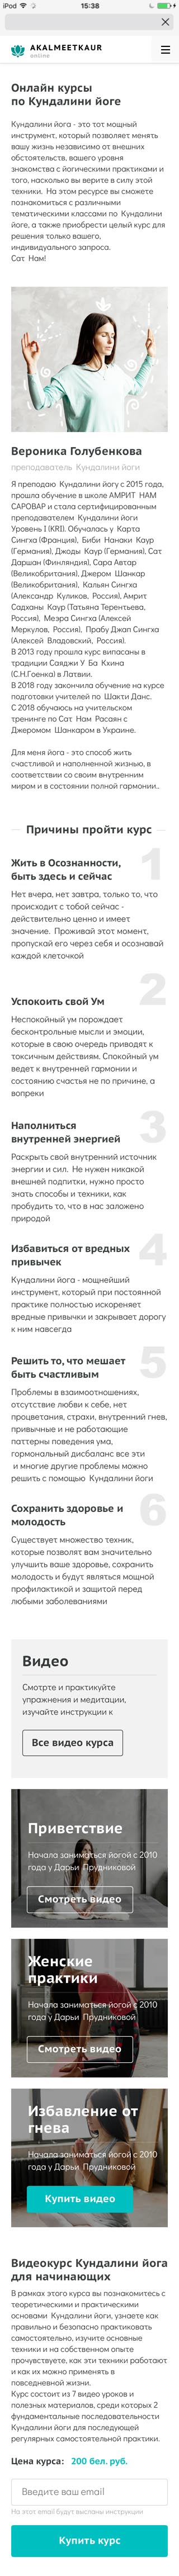 iPod 15:38
AKALMEETKAUR
online
Онлайн курсы
по Кундалини йоге
Кундалини йога - это тот мощный
инструмент, который позволяет менять
вашу жизнь независимо от внешних
обстоятельств, вашего уровня
знакомства с йогическими практиками и
того, насколько вы верите в силу этой
техники. На этом ресурсе вы сможете
познакомиться с различными
тематическими классами по Кундалини
йоге, а также приобрести целый курс для
решения только вашего,
индивидуального запроса.
Сат Нам!
Вероника Голубенкова
преподаватель Кундалини йоги
Я преподаю Кундалини йогу с 2015 года,
прошла обучение в школе АМРИТ НАМ
САРОВАР и стала сертифицированным
преподавателем Кундалини йоги
Уровень I (KRI). Обучалась у Карта
Сингха (Франция), Биби Нанаки Каур
(Германия), Джоды Каур (Германия), Сат
Даршан (Финляндия), Сара Автар
(Великобритания), Джером Шанкар
(Великобритания), Кальян Сингха
(Александр Куликов, Россия), Амрит
Садханы Каур (Татьяна Терентьева,
Россия), Меэра Сингха (Алексей
Меркулов, Россия), Прабу Джап Сингха
(Алексей Владовский, Россия).
В 2013 году прошла курс випассаны в
традиции Саяджи У Ба Кхина
(С.Н.Гоенка) в Латвии.
В 2018 году закончила обучение на курсе
подготовки учителей по Шакти Данс.
С 2018 обучаюсь на учительском
тренинге по Сат Нам Расаян с
Джеромом Шанкаром в Украине.
Для меня йога - это способ жить
счастливой и наполненной жизнью, в
соответствии со своим внутренним
миром и в состоянии полной гармонии..
Причины пройти курс
1
Жить в Осознанности,
быть здесь и сейчас
Нет вчера, нет завтра, только то, что
происходит с тобой сейчас -
действительно ценно и имеет
значение. Проживай этот момент,
пропускай его через себя и осознавай
каждой клеточкой
2
Успокоить свой Ум
Неспокойный ум порождает
бесконтрольные мысли и эмоции,
которые в свою очередь приводят к
токсичным действиям. Спокойный ум
ведет к внутренней гармонии и
состоянию счастья не по причине, а
вопреки
3
Наполниться
внутренней энергией
Раскрыть свой внутренний источник
энергии и сил. Не нужен никакой
внешней подпитки, нужно просто
знать способы и техники, как
пробудить то, что в нас заложено
природой
4
Избавиться от вредных
привычек
Кундалини йога - мощнейший
инструмент, который при постоянной
практике полностью искореняет
вредные привычки и закрывает дорогу
к ним навсегда
5
Решить то, что мешает
быть счастливым
Проблемы в взаимоотношениях,
отсутствие любви к себе, нет
процветания, страхи, внутренний гнев,
привычные и не работающие
паттерны поведения ума,
гормональный дисбаланс все эти
и многие другие проблемы можно
решить с помощью Кундалини йоги
6
Сохранить здоровье и
молодость
Существует множество техник,
которые позволят вам значительно
улучшить ваше здоровье, сохранить
молодость и будут являться мощной
профилактикой и защитой перед
любыми заболеваниями
Видео
Смотрте и практикуйте
упражнения и медитации,
изучайте инструкции к
Все видео курса
Приветствие
Начала заниматься йогой с 2010
года у Дарьи Прудниковой
Смотреть видео
Женские
практики
Начала заниматься йогой с 2010
года у Дарьи Прудниковой
Смотреть видео
Избавление от
гнева
Начала заниматься йогой с 2010
года у Дарьи Прудниковой
Купить видео
Видеокурс Кундалини йога
для начинающих
В рамках этого курса вы познакомитесь с
теоретическими и практическими
основами Кундалини йоги, узнаете как
правильно и безопасно практиковать
самостоятельно, изучите основные
техники и на собственном опыте
прочувствуете, как эти техники работают
и как их можно применять в
повседневной жизни.
Курс состоит из 7 видео уроков и
полезных материалов, среди которых 2
фундаментальные последовательности
Кундалини йоги для последующей
регулярных самостоятельной практики.
Цена курса: 200 бел. руб.
Введите ваш email
На этот email будут высланы инструкции
Купить курс